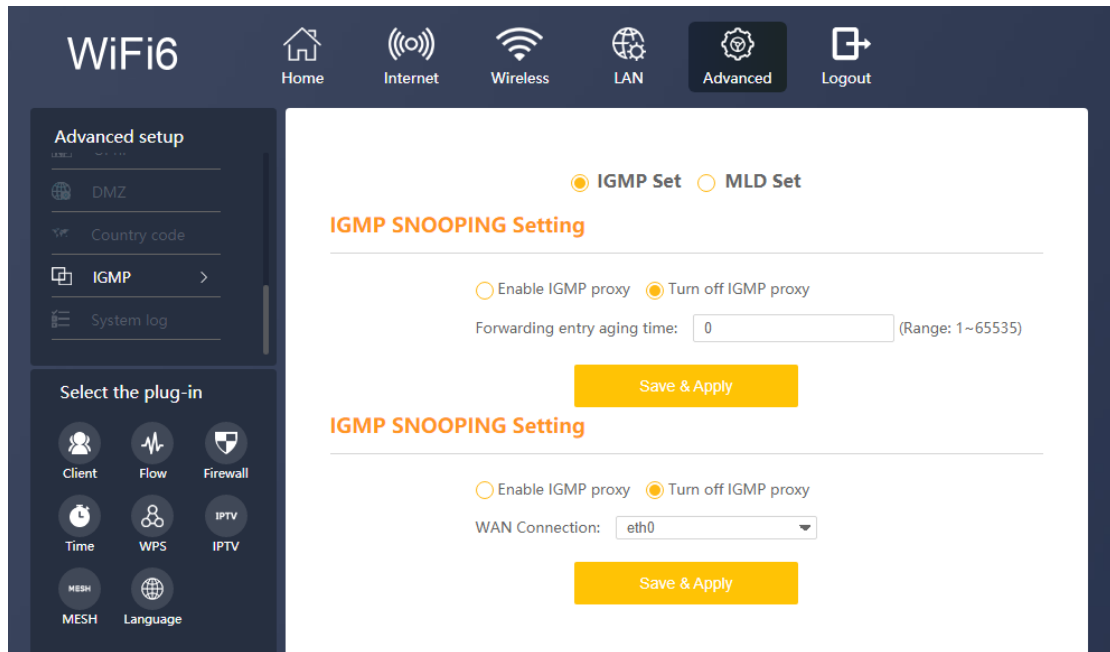 WiFi6
Home
Internet
Wireless
LAN
Advanced
Logout
Advanced setup
DMZ
Country code
IGMP
System log
Select the plug-in
Client
Flow
Firewall
Time
WPS
IPTV
IPTV
MESH
MESH
Language
IGMP Set MLD Set
IGMP SNOOPING Setting
Enable IGMP proxy Turn off IGMP proxy
Forwarding entry aging time: 0 (Range: 1~65535)
Save & Apply
IGMP SNOOPING Setting
Enable IGMP proxy Turn off IGMP proxy
WAN Connection: eth0
Save & Apply